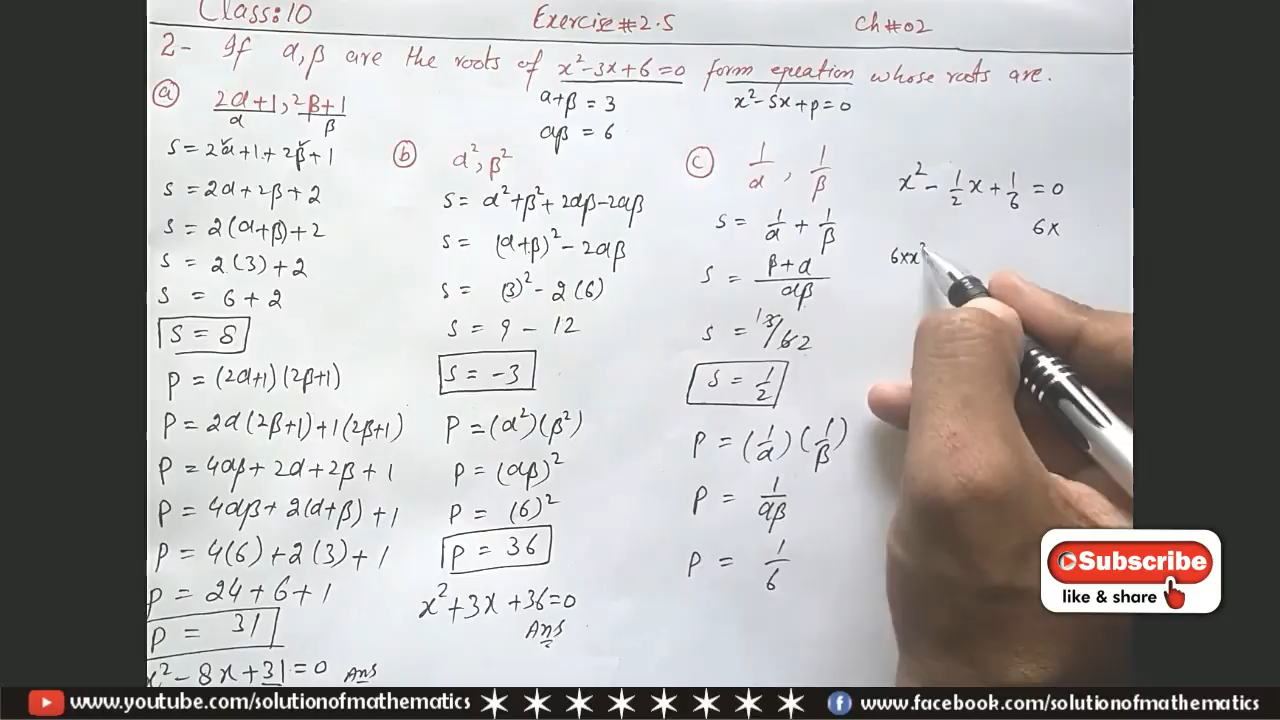 Class:10 Exercise#2.5 Ch#02
2- If α,β are the roots of x²-3x+6=0 form equation whose roots are.
α+β = 3
αβ = 6
x²-Sx+p=0
(a) 2α+1, 2β+1
α β
S=2α+1+2β+1
S=2α+2β+2
S=2(α+β)+2
S=2(3)+2
S = 6+2
S = 8
P=(2α+1)(2β+1)
P=2α(2β+1)+1(2β+1)
P=4αβ+2α+2β+1
P=4αβ+2(α+β)+1
P=4(6)+2(3)+1
P=24+6+1
P= 31
x²-8x+31=0 Ans
(b) α²,β²
S=α²+β²+2αβ-2αβ
S= (α+β)²-2αβ
S= (3)²-2(6)
S= 9-12
S= -3
P=(α²)(β²)
P=(αβ)²
P= (6)²
P= 36
x²+3x+36=0
Ans
(c) 1/α, 1/β
S= 1/α + 1/β
S= β+α/αβ
S= 1 3/6 2
S= 1/2
P=(1/α)(1/β)
P= 1/αβ
P= 1/6
x²-1/2x+1/6=0
6x
6xx²
Subscribe
like & share
www.youtube.com/solutionofmathematics
www.facebook.com/solutionofmathematics